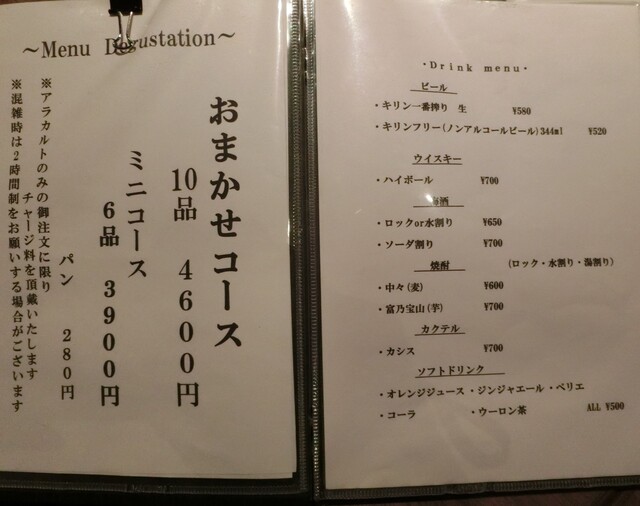 ～Menu Degustation～
おまかせコース
10品 4600円
ミニコース
6品 3900円
パン 280円
※アラカルトのみの御注文に限り
チャージ料を頂戴いたします
※混雑時は2時間制をお願いする場合がございます
・Drink menu・
ビール
・キリン一番搾り 生 ¥580
・キリンフリー(ノンアルコールビール)344ml ¥520
ウイスキー
・ハイボール ¥700
梅酒
・ロックor水割り ¥650
・ソーダ割り ¥700
焼酎 (ロック・水割り・湯割り)
・中々(麦) ¥600
・富乃宝山(芋) ¥700
カクテル
・カシス ¥700
ソフトドリンク
・オレンジジュース ・ジンジャエール ・ペリエ
・コーラ ・ウーロン茶 ALL ¥500